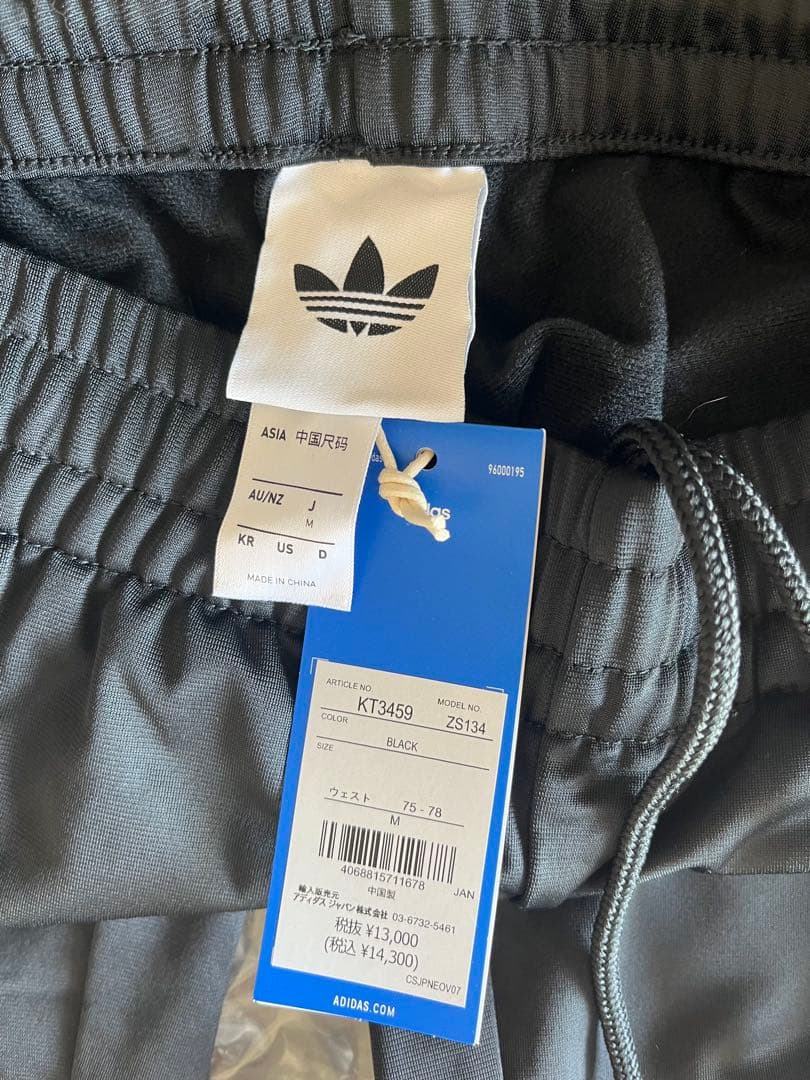 ASIA 中国尺码
AU/NZ J
M
KR US D
MADE IN CHINA
96000195
ARTICLE NO. MODEL NO.
KT3459 ZS134
COLOR
BLACK
SIZE
ウェスト 75 - 78
M
4068815711678 JAN
中国製
輸入販売元
アディダス ジャパン株式会社 03-6732-5461
税抜 ¥13,000
(税込 ¥14,300)
CSJPNEOV07
ADIDAS.COM